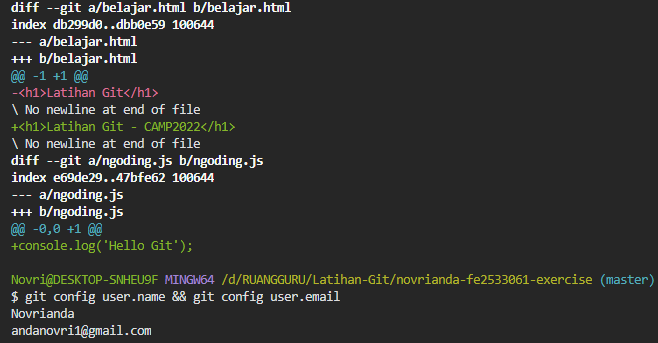 diff --git a/belajar.html b/belajar.html
index db299d0..dbb0e59 100644
--- a/belajar.html
+++ b/belajar.html
@@ -1 +1 @@
-<h1>Latihan Git</h1>
\ No newline at end of file
+<h1>Latihan Git - CAMP2022</h1>
\ No newline at end of file
diff --git a/ngoding.js b/ngoding.js
index e69de29..47bfe62 100644
--- a/ngoding.js
+++ b/ngoding.js
@@ -0,0 +1 @@
+console.log('Hello Git');
Novri@DESKTOP-SNHEU9F MINGW64 /d/RUANGGURU/Latihan-Git/novrianda-fe2533061-exercise (master)
$ git config user.name && git config user.email
Novrianda
andanovri1@gmail.com